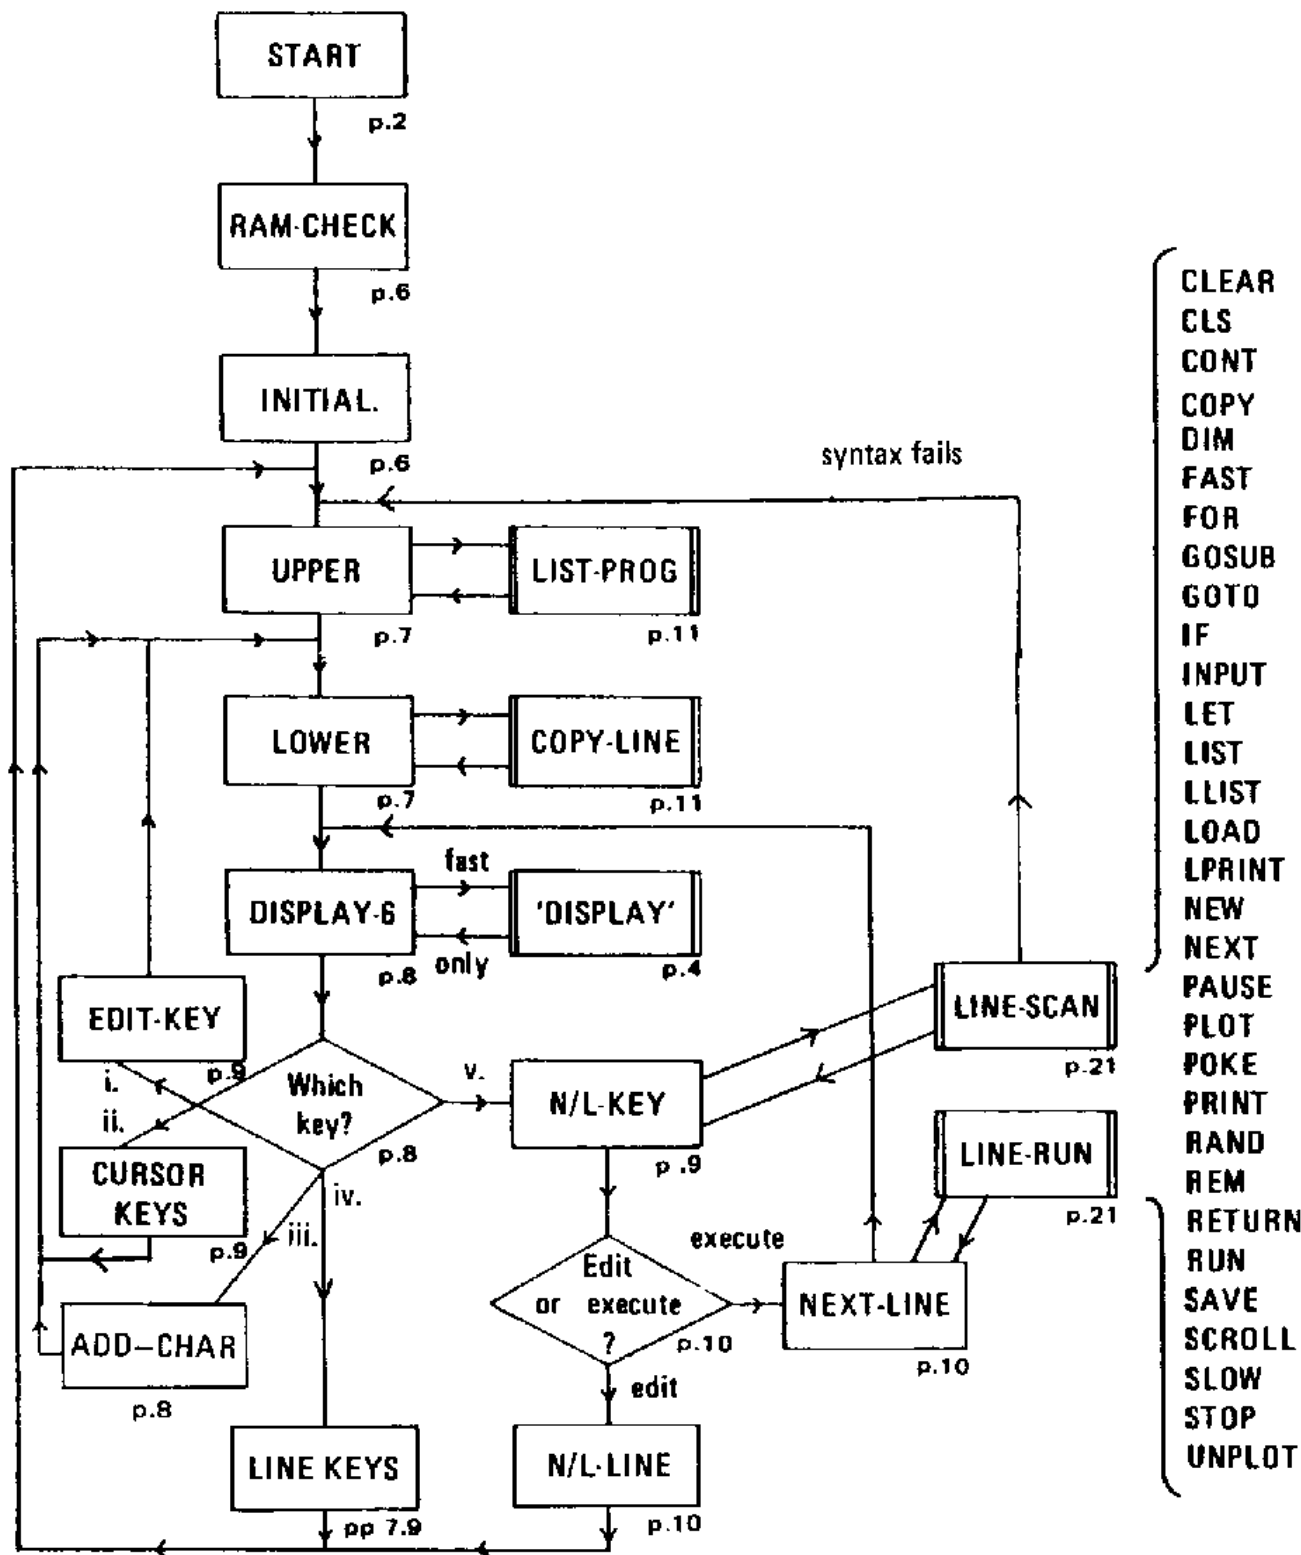 START
p.2
RAM-CHECK
p.6
INITIAL.
p.6
syntax fails
UPPER
LIST-PROG
p.7
p.11
LOWER
COPY-LINE
p.7
p.11
fast
DISPLAY-6
'DISPLAY'
only
p.8
p.4
EDIT-KEY
p.9
LINE-SCAN
p.21
i.
ii.
Which
key?
p.8
v.
N/L-KEY
p.9
LINE-RUN
p.21
CURSOR
KEYS
p.9
iv.
iii.
execute
Edit
or execute
?
p.10
NEXT-LINE
p.10
ADD-CHAR
p.8
edit
LINE KEYS
pp 7.9
N/L-LINE
p.10
CLEAR
CLS
CONT
COPY
DIM
FAST
FOR
GOSUB
GOTO
IF
INPUT
LET
LIST
LLIST
LOAD
LPRINT
NEW
NEXT
PAUSE
PLOT
POKE
PRINT
RAND
REM
RETURN
RUN
SAVE
SCROLL
SLOW
STOP
UNPLOT